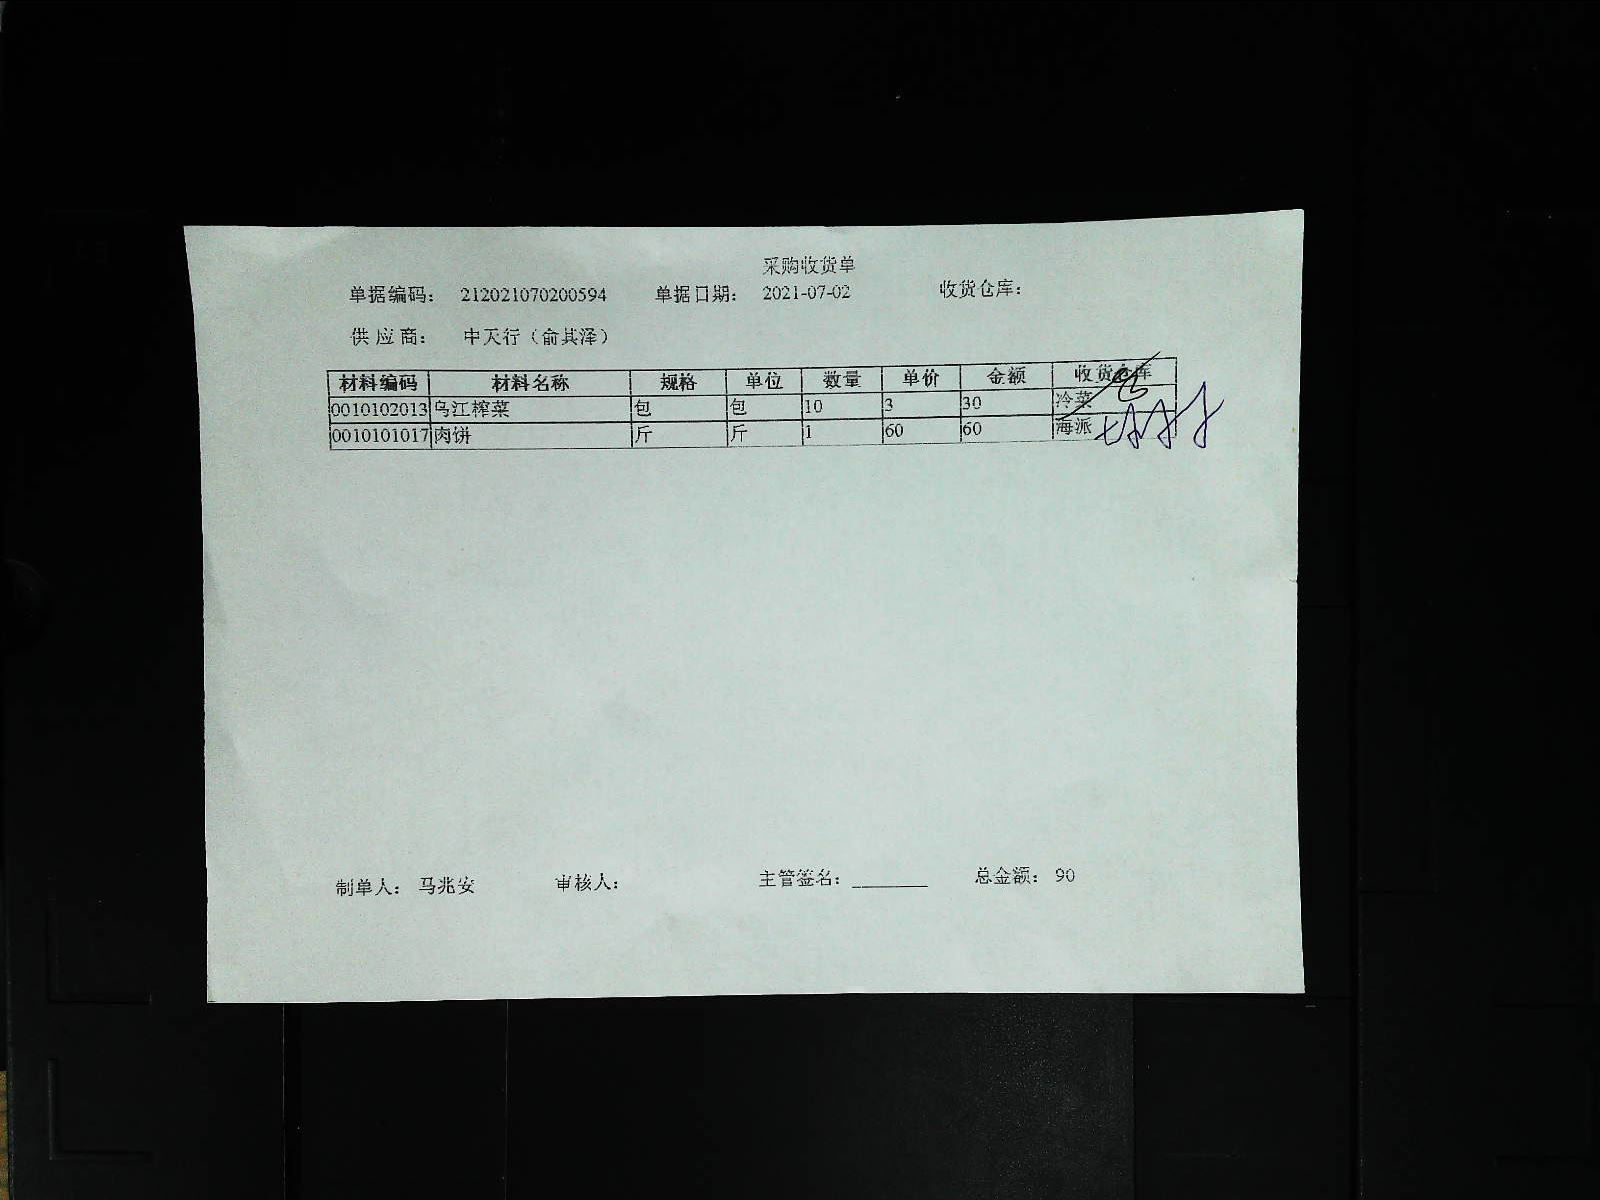 采购收货单
单据编码： 212021070200594 单据日期： 2021-07-02 收货仓库：
供 应 商： 中天行（俞其泽）
材料编码 材料名称 规格 单位 数量 单价 金额 收货仓库
0010102013 乌江榨菜 包 包 10 3 30 冷菜
0010101017 肉饼 斤 斤 1 60 60 海派
制单人： 马兆安 审核人： 主管签名：________ 总金额： 90